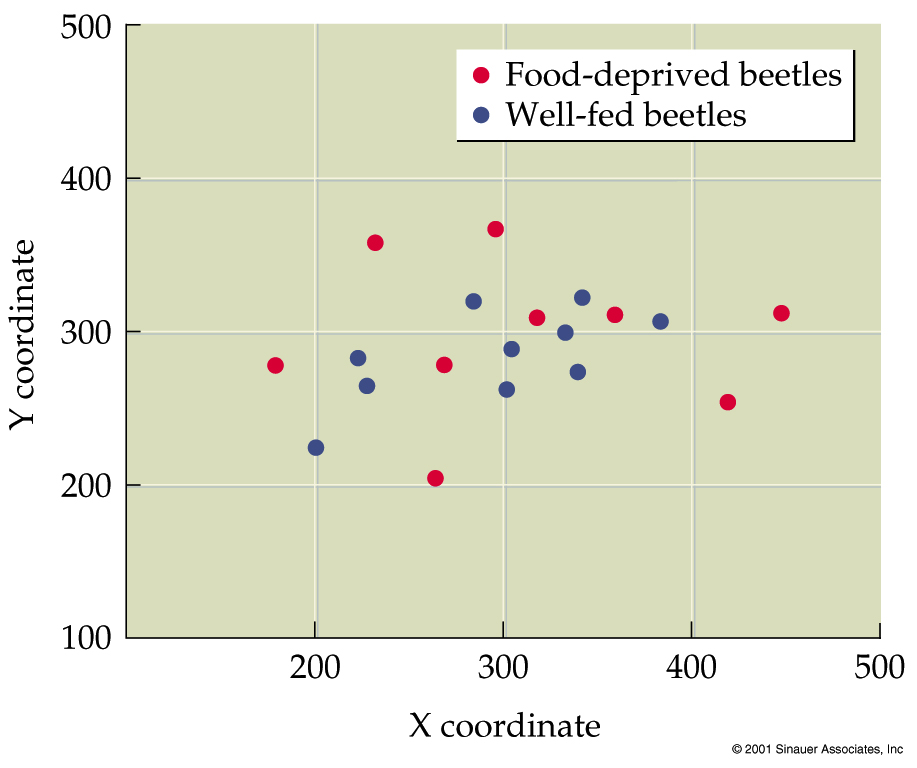 500
Food-deprived beetles
Well-fed beetles
400
300
200
100
Y coordinate
200 300 400 500
X coordinate
© 2001 Sinauer Associates, Inc